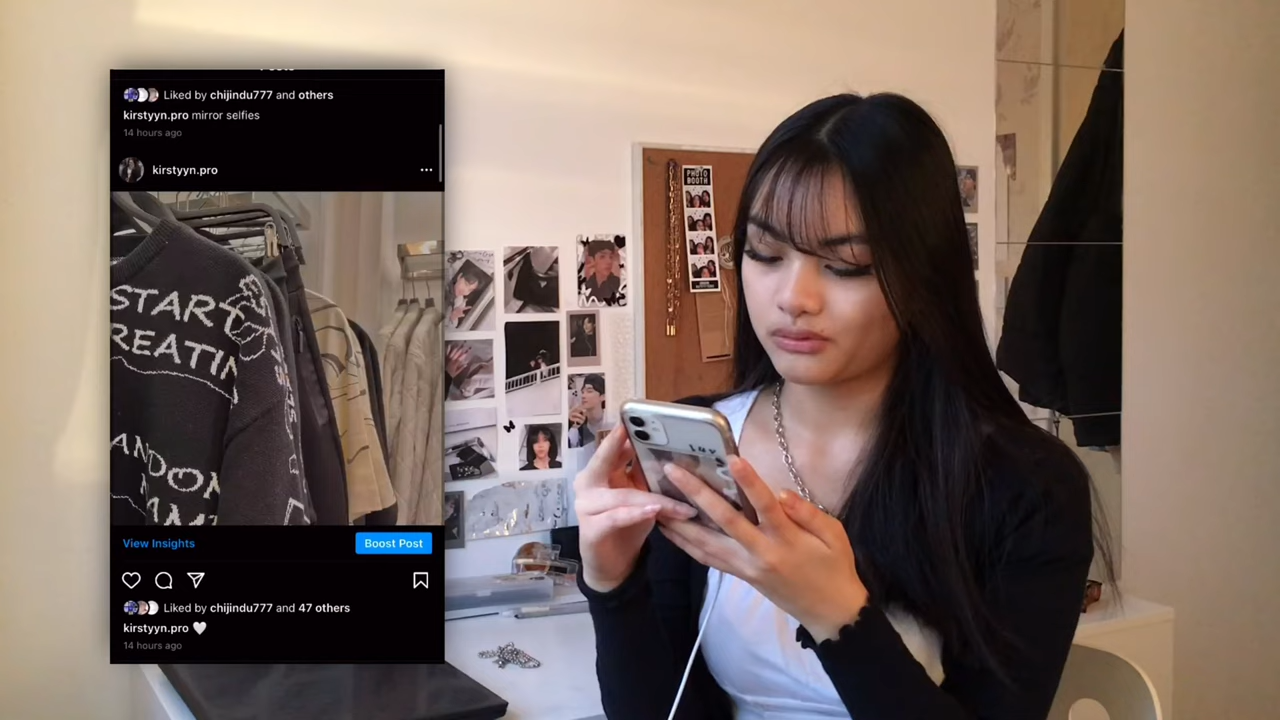 Liked by chijindu777 and others
kirstyyn.pro mirror selfies
14 hours ago
kirstyyn.pro
START
REATIN
ANDON
View Insights
Boost Post
Liked by chijindu777 and 47 others
kirstyyn.pro 🤍
14 hours ago
PHOTO
BOOTH
luv